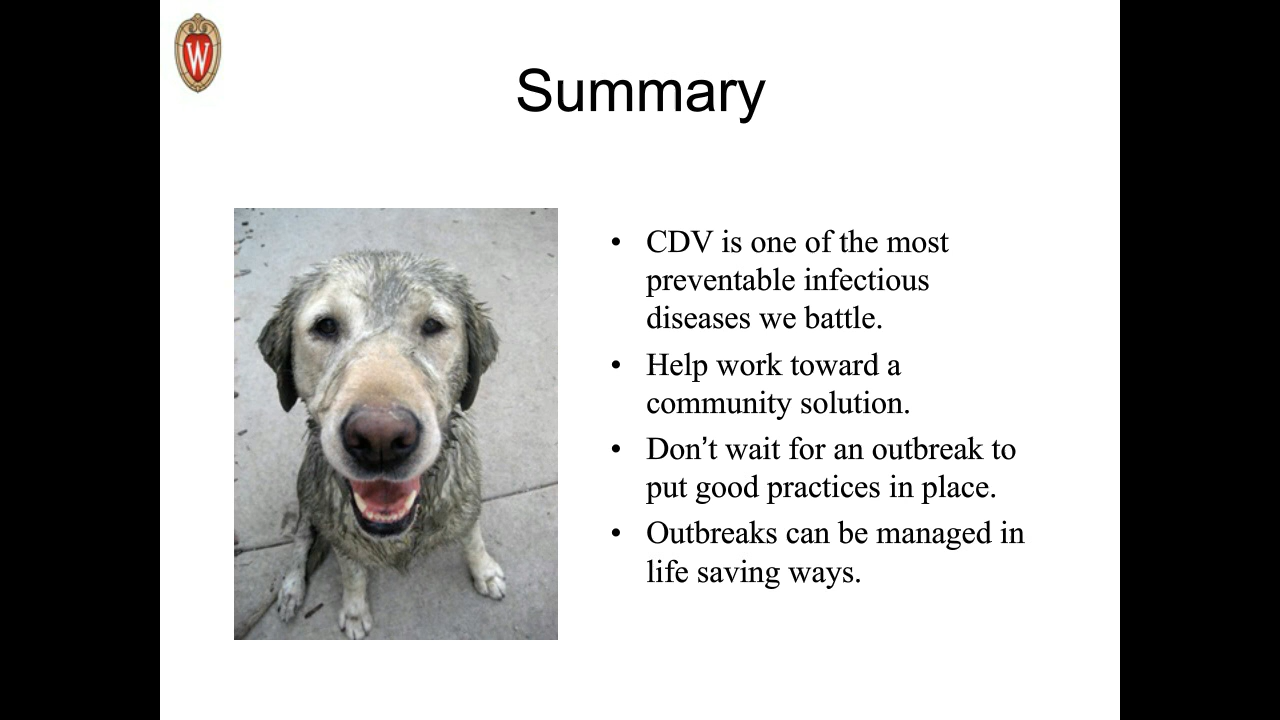 W
Summary
• CDV is one of the most
preventable infectious
diseases we battle.
• Help work toward a
community solution.
• Don’t wait for an outbreak to
put good practices in place.
• Outbreaks can be managed in
life saving ways.